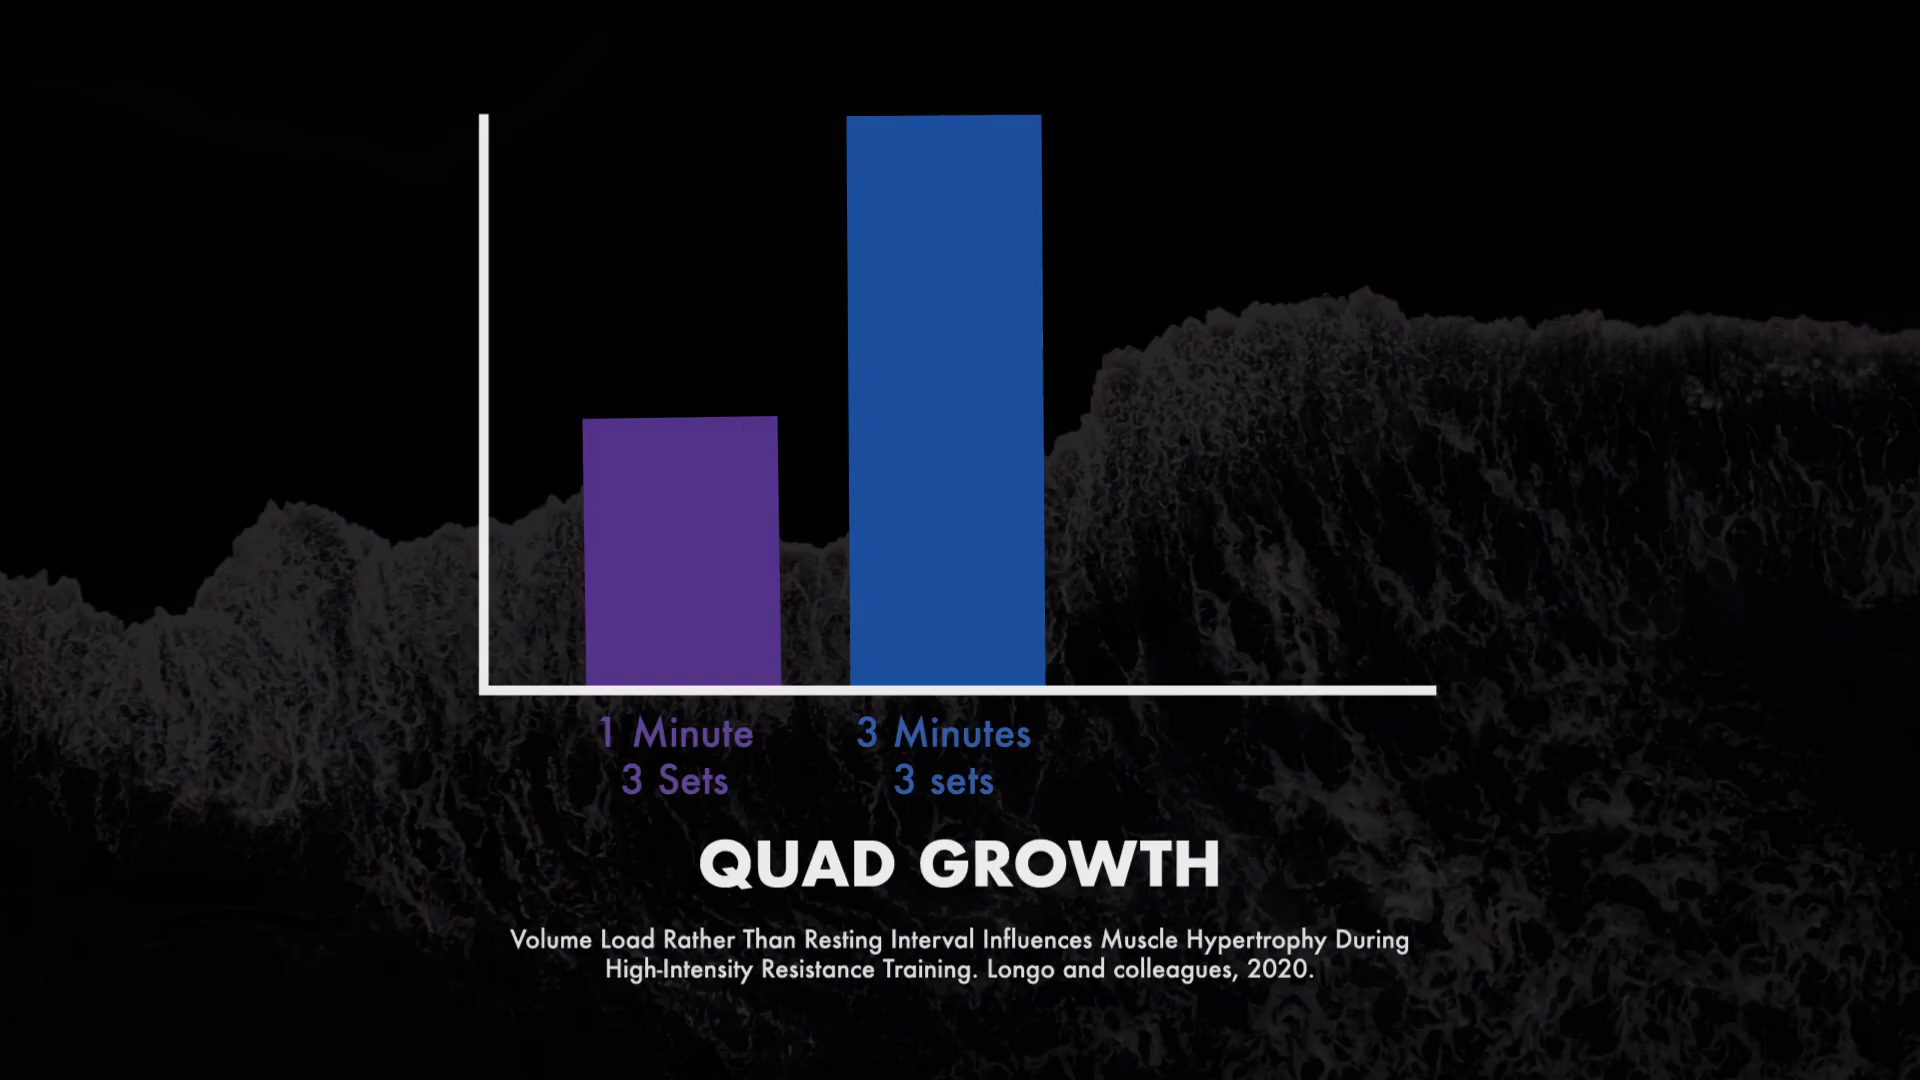 1 Minute
3 Sets
3 Minutes
3 sets
QUAD GROWTH
Volume Load Rather Than Resting Interval Influences Muscle Hypertrophy During
High-Intensity Resistance Training. Longo and colleagues, 2020.